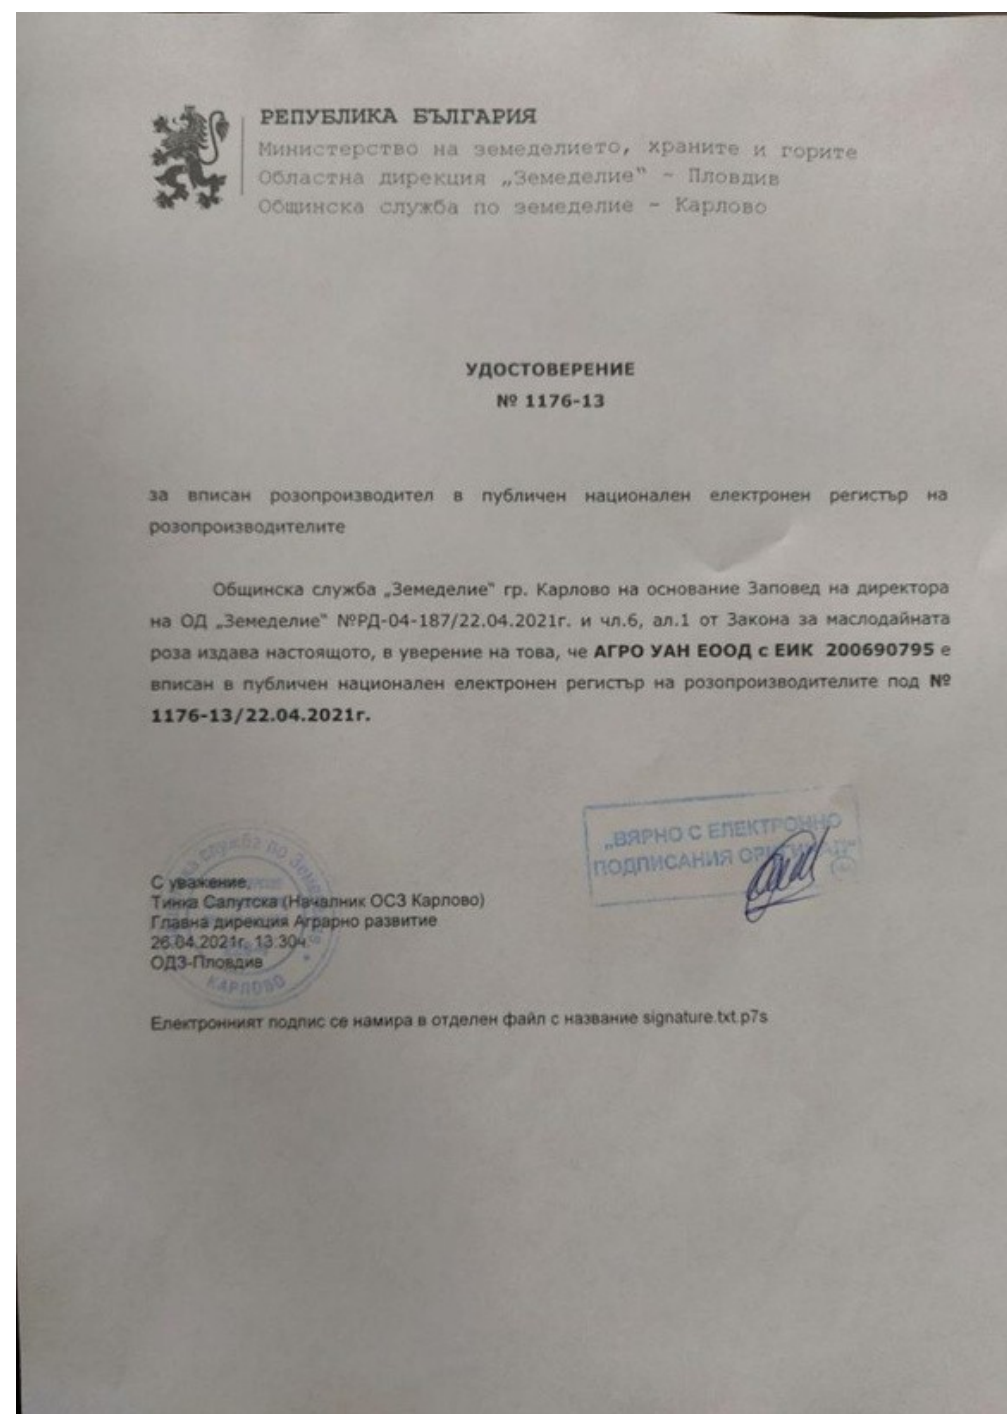 РЕПУБЛИКА БЪЛГАРИЯ
Министерство на земеделието, храните и горите
Областна дирекция „Земеделие“ - Пловдив
Общинска служба по земеделие - Карлово
УДОСТОВЕРЕНИЕ
№ 1176-13
за вписан розопроизводител в публичен национален електронен регистър на
розопроизводителите
Общинска служба „Земеделие“ гр. Карлово на основание Заповед на директора
на ОД „Земеделие“ №РД-04-187/22.04.2021г. и чл.6, ал.1 от Закона за маслодайната
роза издава настоящото, в уверение на това, че АГРО УАН ЕООД с ЕИК 200690795 е
вписан в публичен национален електронен регистър на розопроизводителите под №
1176-13/22.04.2021г.
„ВЯРНО С ЕЛЕКТРОННО
ПОДПИСАНИЯ ОРИГИНАЛ“
С уважение,
Тинка Салутска (Началник ОСЗ Карлово)
Главна дирекция Аграрно развитие
26.04.2021г. 13:30ч.
ОДЗ-Пловдив
КАРЛОВО
Електронният подпис се намира в отделен файл с название signature.txt.p7s